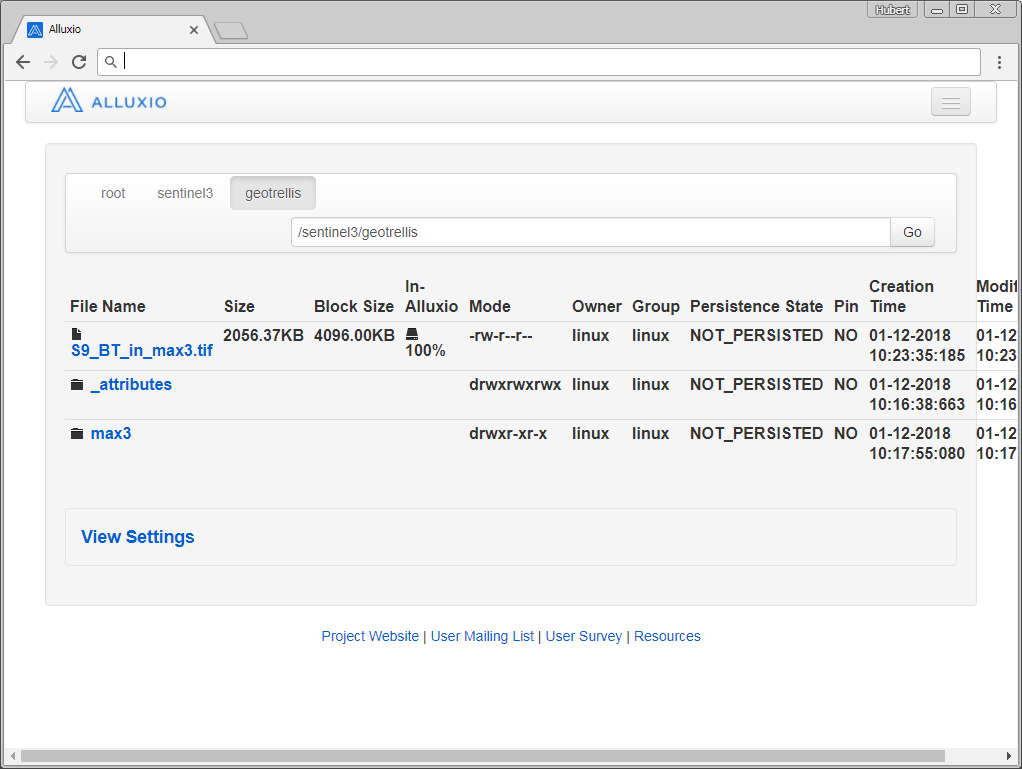 Hubert
Alluxio
ALLUXIO
root sentinel3 geotrellis
/sentinel3/geotrellis Go
File Name Size Block Size In-Alluxio Mode Owner Group Persistence State Pin Creation Time Modif Time
S9_BT_in_max3.tif 2056.37KB 4096.00KB 100% -rw-r--r-- linux linux NOT_PERSISTED NO 01-12-2018 10:23:35:185 01-12 10:23
_attributes drwxrwxrwx linux linux NOT_PERSISTED NO 01-12-2018 10:16:38:663 01-12 10:16
max3 drwxr-xr-x linux linux NOT_PERSISTED NO 01-12-2018 10:17:55:080 01-12 10:17
View Settings
Project Website | User Mailing List | User Survey | Resources